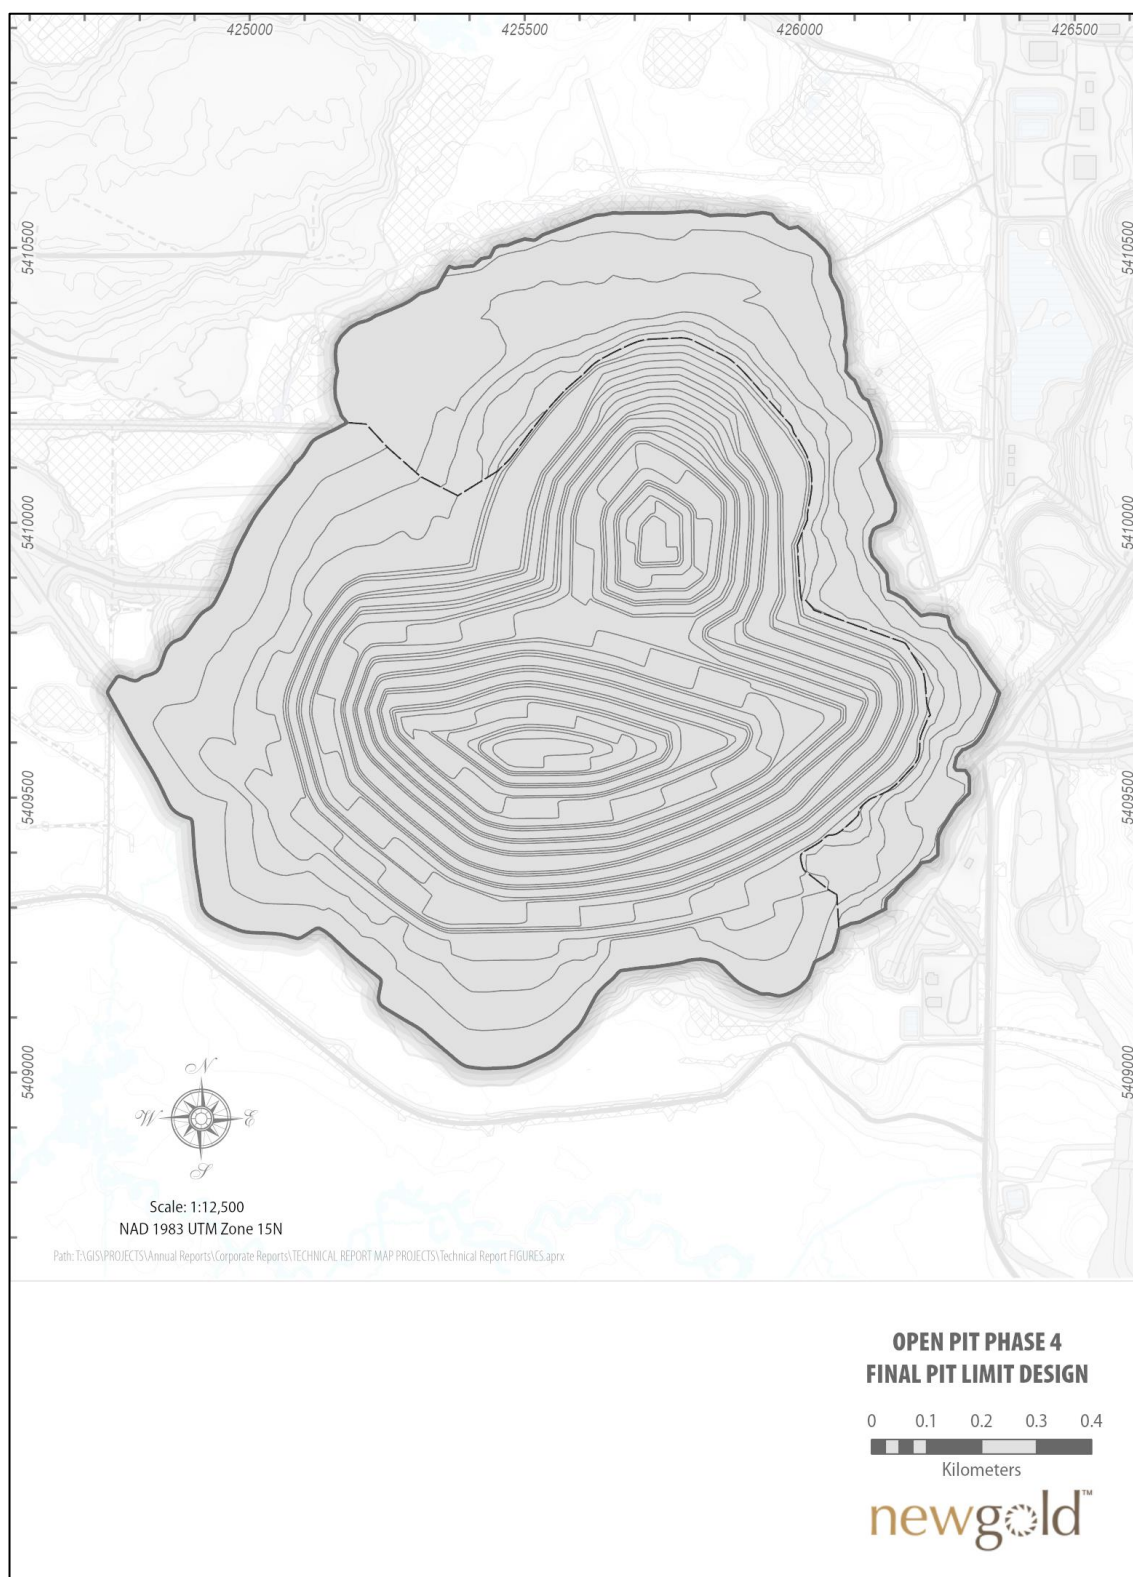 425000 425500 426000 426500
5410500 5410500
5410000 5410000
5409500 5409500
5409000 5409000
N
W E
S
Scale: 1:12,500
NAD 1983 UTM Zone 15N
Path: T:\GIS\PROJECTS\Annual Reports\Corporate Reports\TECHNICAL REPORT MAP PROJECTS\Technical Report FIGURES.aprx
OPEN PIT PHASE 4
FINAL PIT LIMIT DESIGN
0 0.1 0.2 0.3 0.4
Kilometers
newgold™